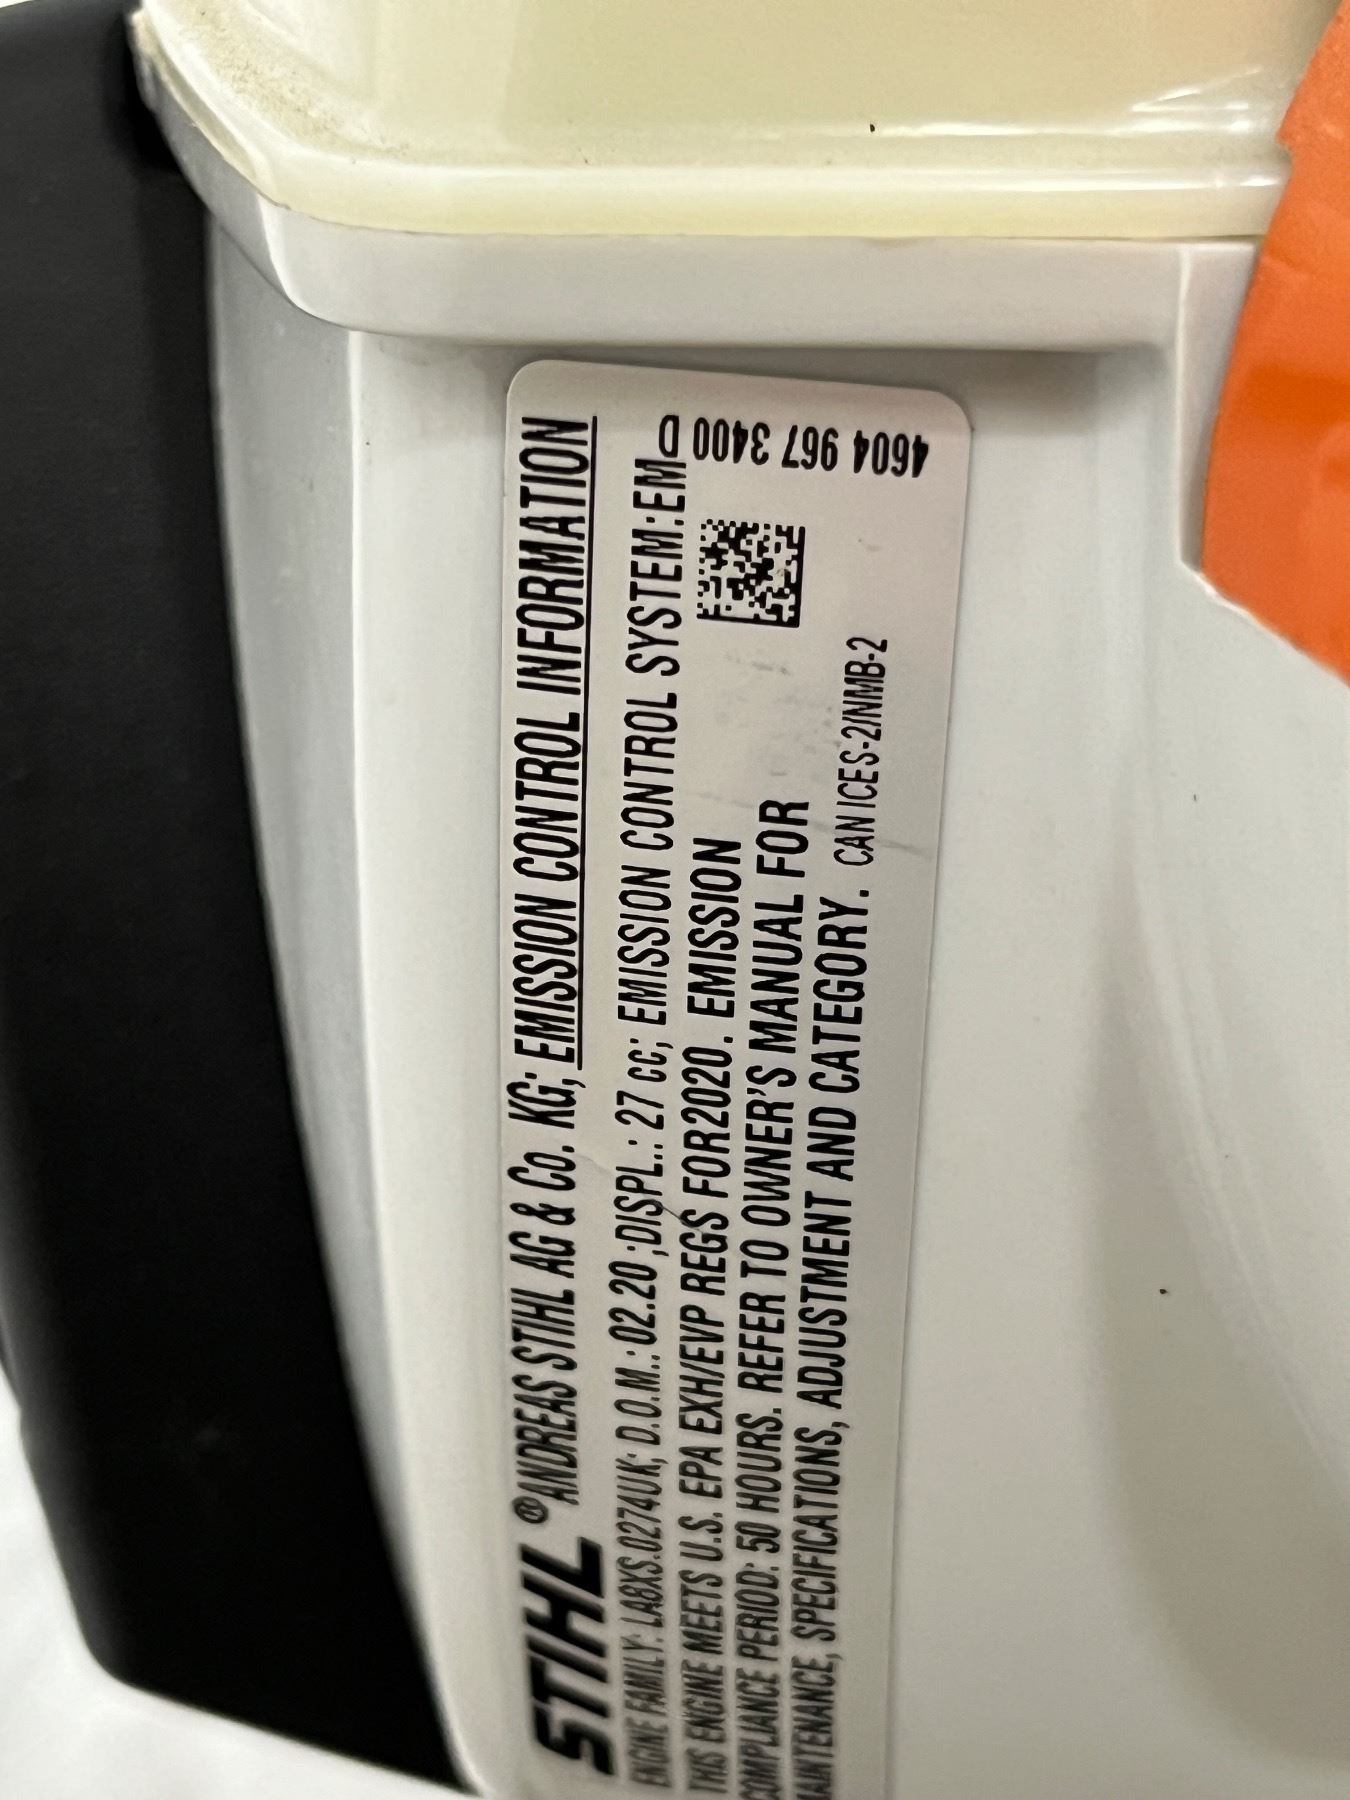 STIHL ® ANDREAS STIHL AG & Co. KG; EMISSION CONTROL INFORMATION
ENGINE FAMILY: LA8XS.0274UK; D.O.M.: 02.20 ;DISPL.: 27 cc; EMISSION CONTROL SYSTEM:EM
THIS ENGINE MEETS U.S. EPA EXH/EVP REGS FOR2020. EMISSION
COMPLIANCE PERIOD: 50 HOURS. REFER TO OWNER'S MANUAL FOR
MAINTENANCE, SPECIFICATIONS, ADJUSTMENT AND CATEGORY. CAN ICES-2/NMB-2
4604 967 3400 D